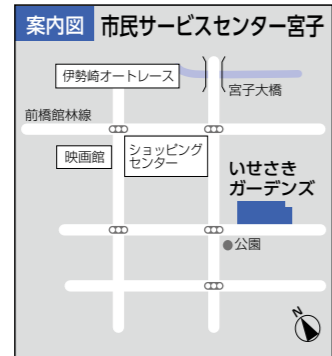 案内図 市民サービスセンター宮子
伊勢崎オートレース
宮子大橋
前橋館林線
映画館
ショッピング
センター
いせさき
ガーデンズ
公園
N